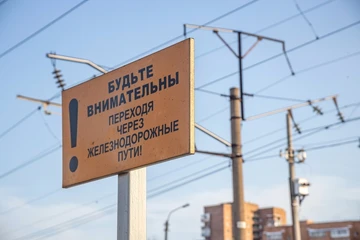 !
БУДЬТЕ
ВНИМАТЕЛЬНЫ
ПЕРЕХОДЯ
ЧЕРЕЗ
ЖЕЛЕЗНОДОРОЖНЫЕ
ПУТИ!